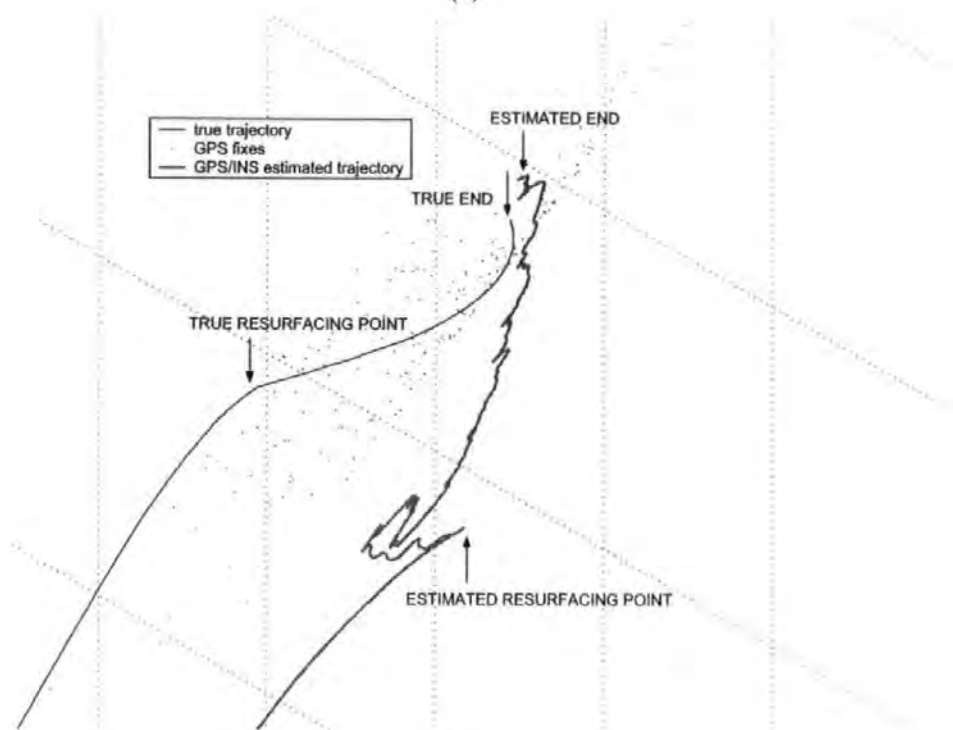 ESTIMATED END
true trajectory
GPS fixes
GPS/INS estimated trajectory
TRUE END
TRUE RESURFACING POINT
ESTIMATED RESURFACING POINT